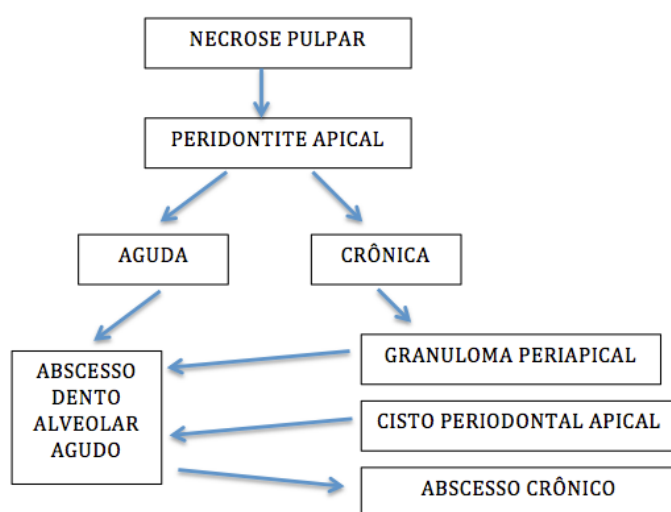 NECROSE PULPAR
PERIDONTITE APICAL
AGUDA
CRÔNICA
ABSCESSO
DENTO
ALVEOLAR
AGUDO
GRANULOMA PERIAPICAL
CISTO PERIODONTAL APICAL
ABSCESSO CRÔNICO